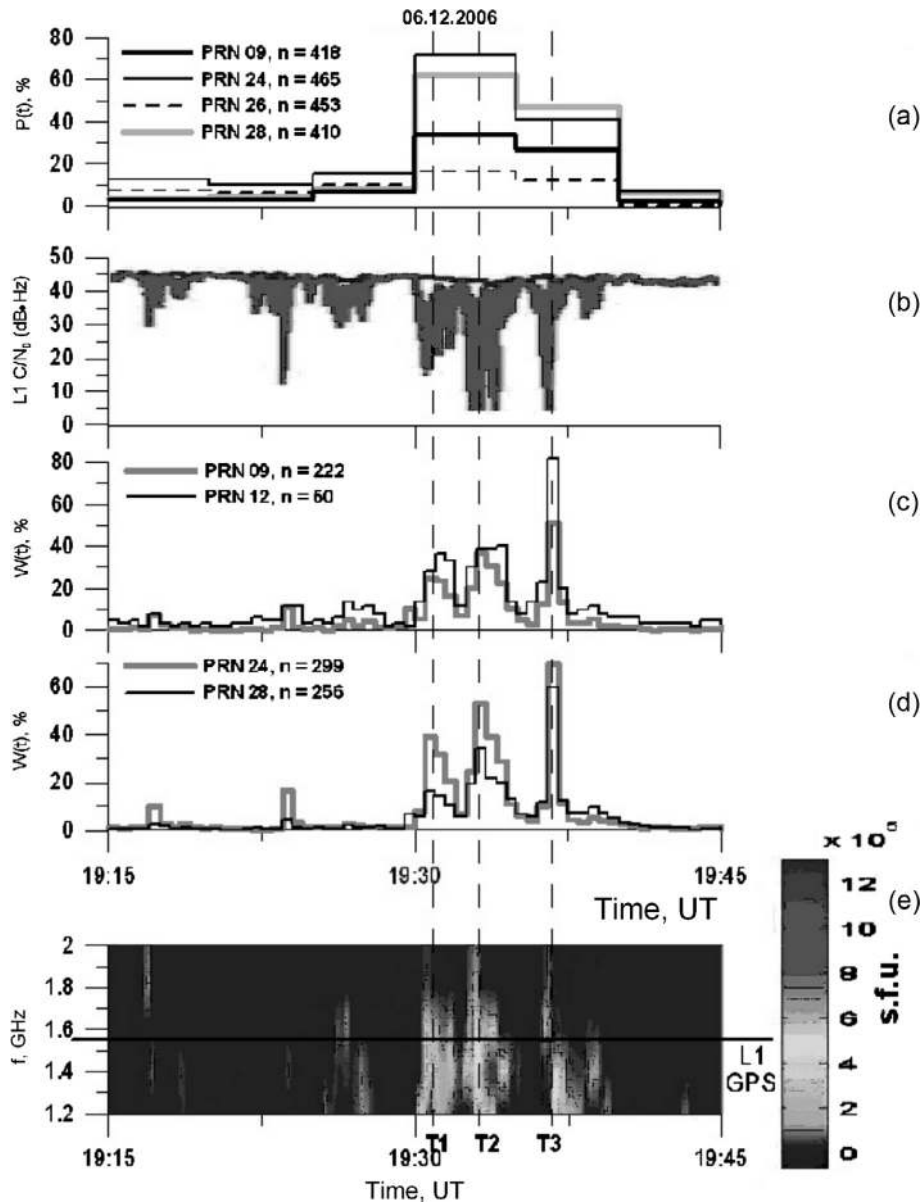 06.12.2006
80
60
40
20
0
P(t), %
PRN 09, n = 418
PRN 24, n = 465
PRN 26, n = 453
PRN 28, n = 410
(a)
50
40
30
20
10
0
L1 C/N0 (dB•Hz)
(b)
80
60
40
20
0
W(t), %
PRN 09, n = 222
PRN 12, n = 60
(c)
60
40
20
0
W(t), %
PRN 24, n = 299
PRN 28, n = 256
(d)
19:15
19:30
19:45
Time, UT
(e)
2
1.8
1.6
1.4
1.2
f, GHz
L1
GPS
19:15
19:30
T1
T2
T3
19:45
Time, UT
12
10
8
6
4
2
0
s.f.u.